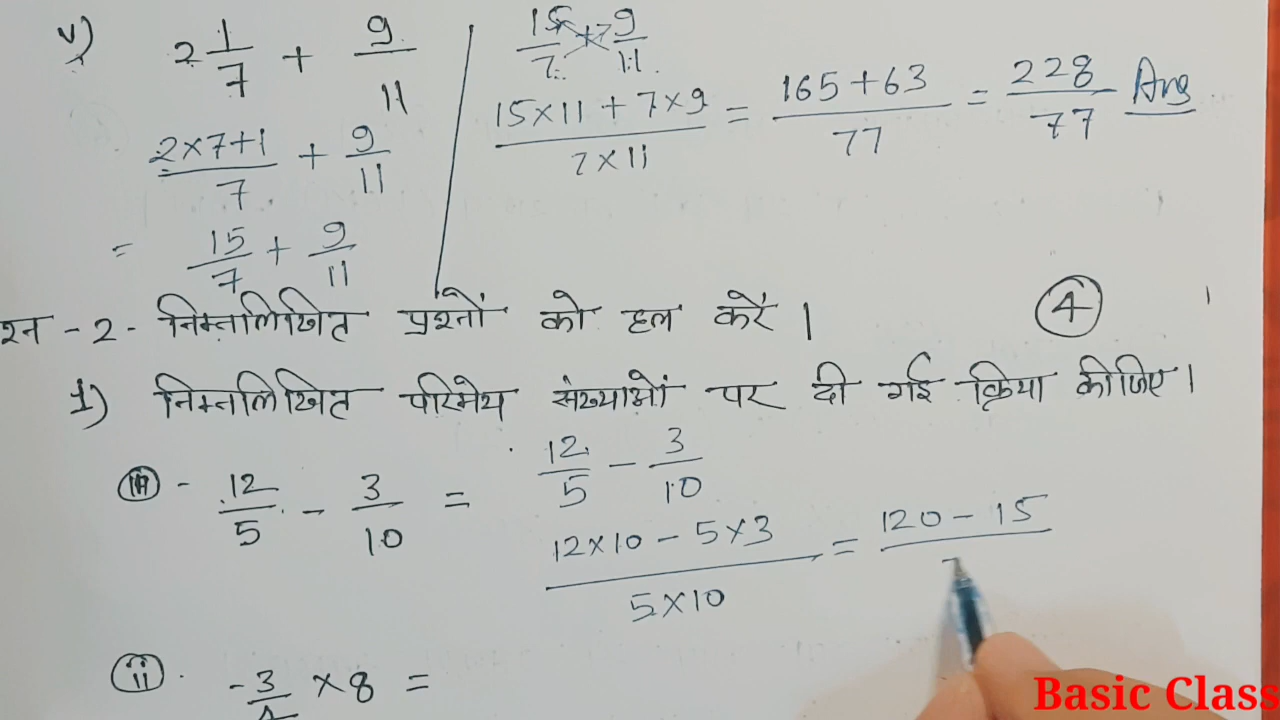 v) 2 1/7 + 9/11
(2×7+1)/7 + 9/11
= 15/7 + 9/11
15/7 + 9/11
(15×11 + 7×9)/(7×11) = (165+63)/77 = 228/77 Ans
श्न - 2 - निम्नलिखित प्रश्नों को हल करें ।
4
1) निम्नलिखित परिमेय संख्याओं पर दी गई क्रिया कीजिए।
12/5 - 3/10 = 12/5 - 3/10
(12×10 - 5×3)/(5×10) = 120 - 15
ii . -3/4 × 8 =
Basic Class